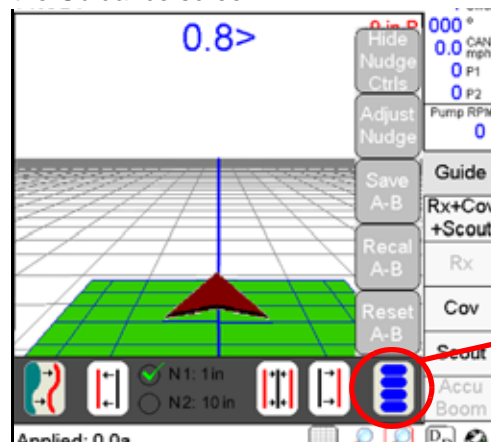 0.8>
Hide
Nudge
Ctrls
Adjust
Nudge
Save
A-B
Recal
A-B
Reset
A-B
000 °
0.0 CAN
mph
0 P1
0 P2
Pump RPM
0
Guide
Rx+Cov
+Scout
Rx
Cov
Scout
Accu
Boom
N1: 1 in
N2: 10 in
Applied: 0.0a